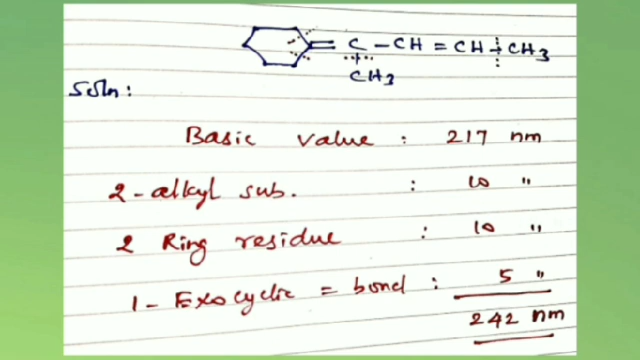 = C - CH = CH + CH3
CH3
Soln:
Basic value : 217 nm
2-alkyl sub. : 10 "
2 Ring residue : 10 "
1 - Exocyclic = bond : 5 "
242 nm